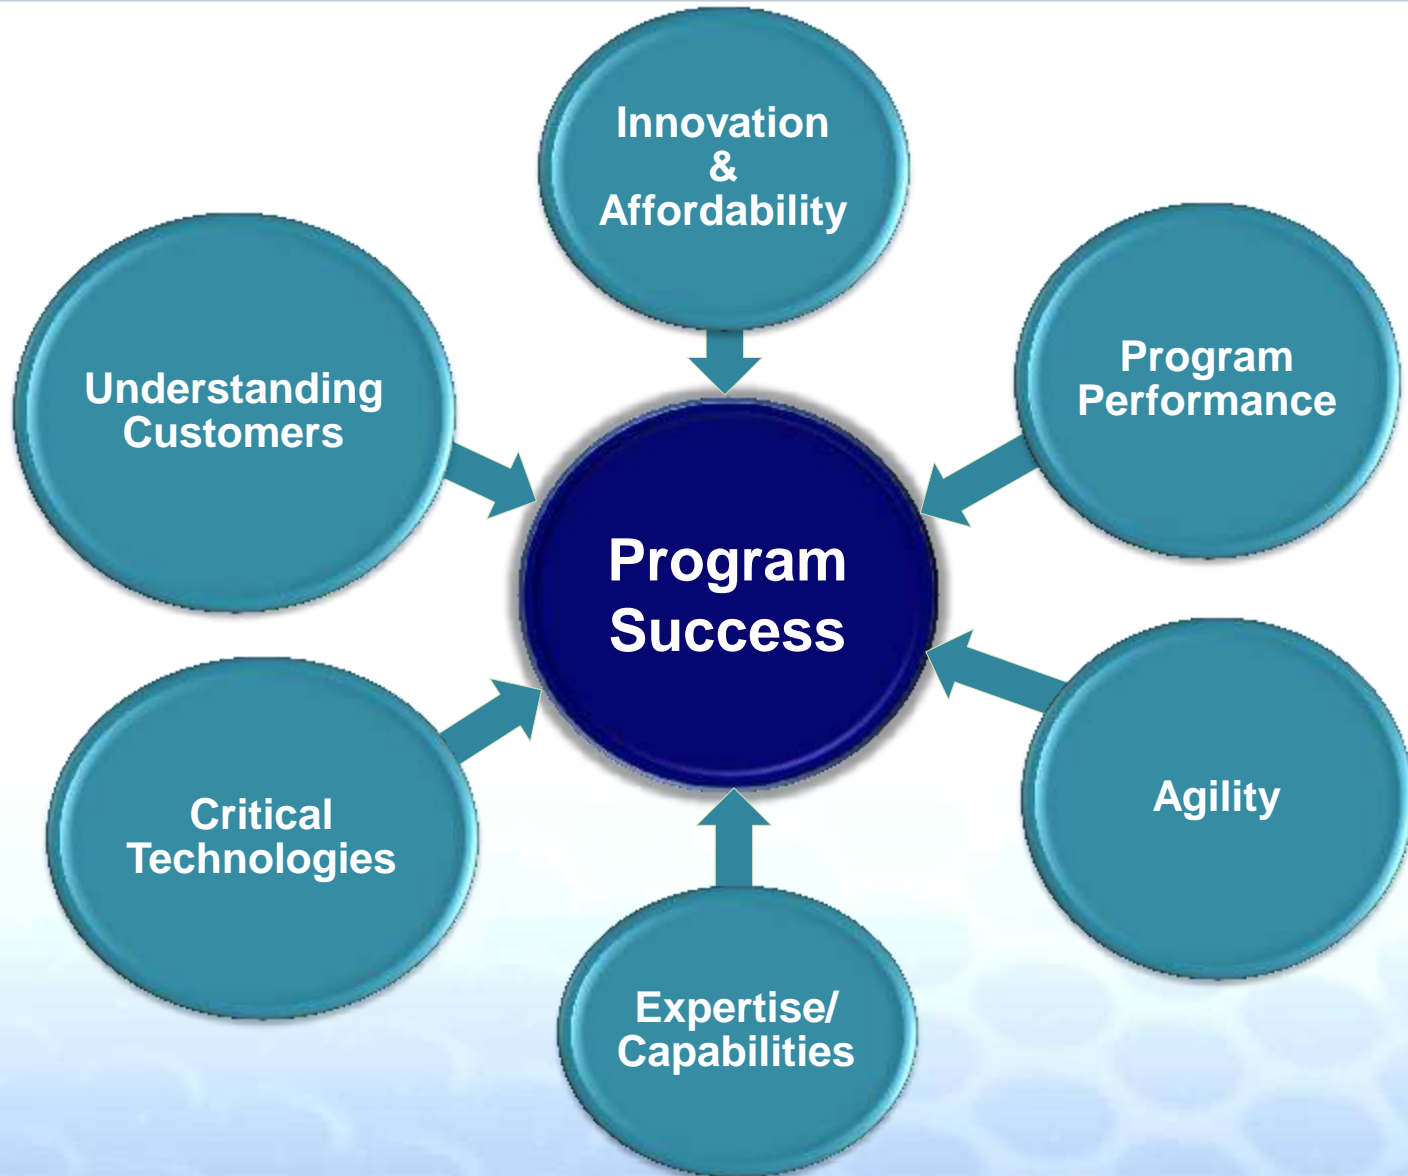 Innovation
&
Affordability
Understanding
Customers
Program
Performance
Program
Success
Critical
Technologies
Agility
Expertise/
Capabilities